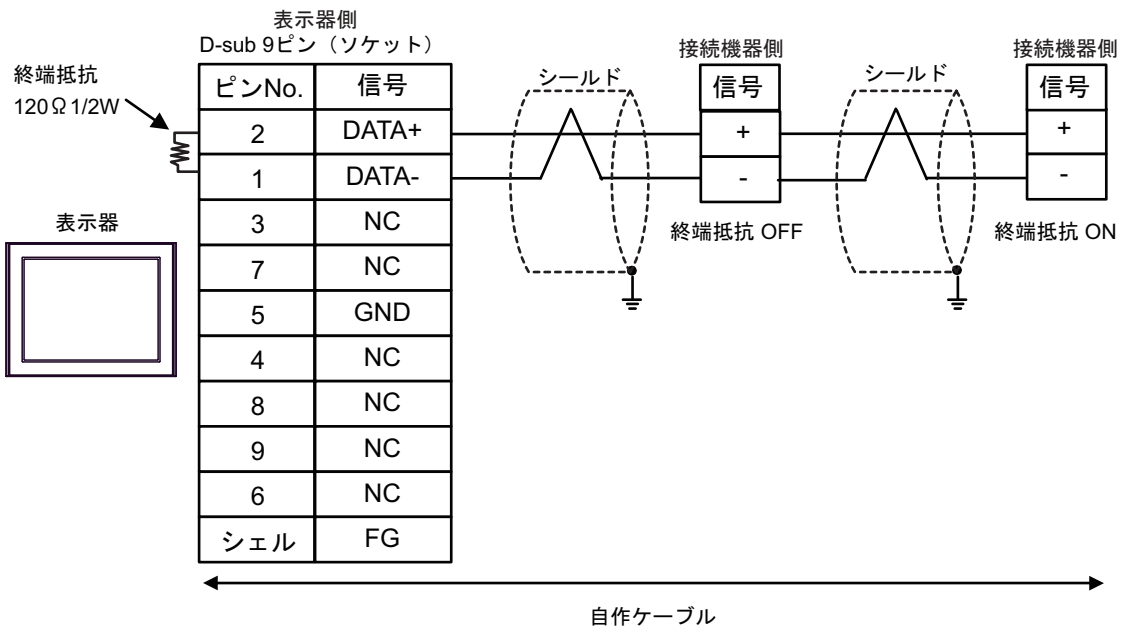 表示器側
D-sub 9ピン（ソケット）
終端抵抗
120Ω1/2W
表示器
ピンNo. 信号
2 DATA+
1 DATA-
3 NC
7 NC
5 GND
4 NC
8 NC
9 NC
6 NC
シェル FG
シールド
接続機器側
信号
+
-
終端抵抗 OFF
シールド
接続機器側
信号
+
-
終端抵抗 ON
自作ケーブル